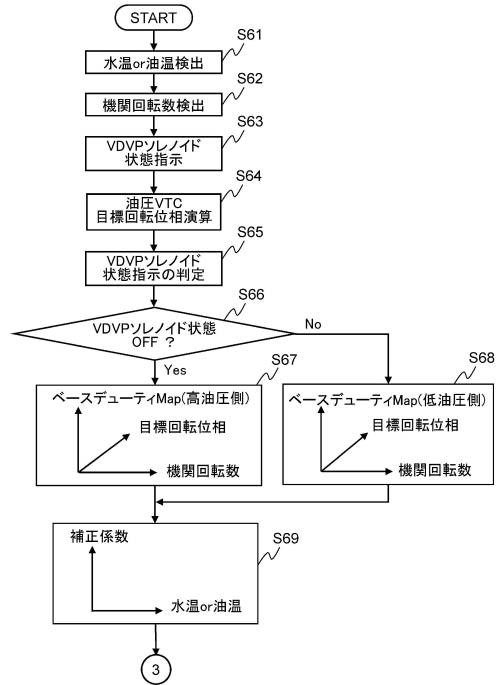 START
S61
水温or油温検出
S62
機関回転数検出
S63
VDVPソレノイド
状態指示
S64
油圧VTC
目標回転位相演算
S65
VDVPソレノイド
状態指示の判定
S66
VDVPソレノイド状態
OFF ?
No
Yes
S67
ベースデューティMap(高油圧側)
目標回転位相
機関回転数
S68
ベースデューティMap(低油圧側)
目標回転位相
機関回転数
S69
補正係数
水温or油温
3